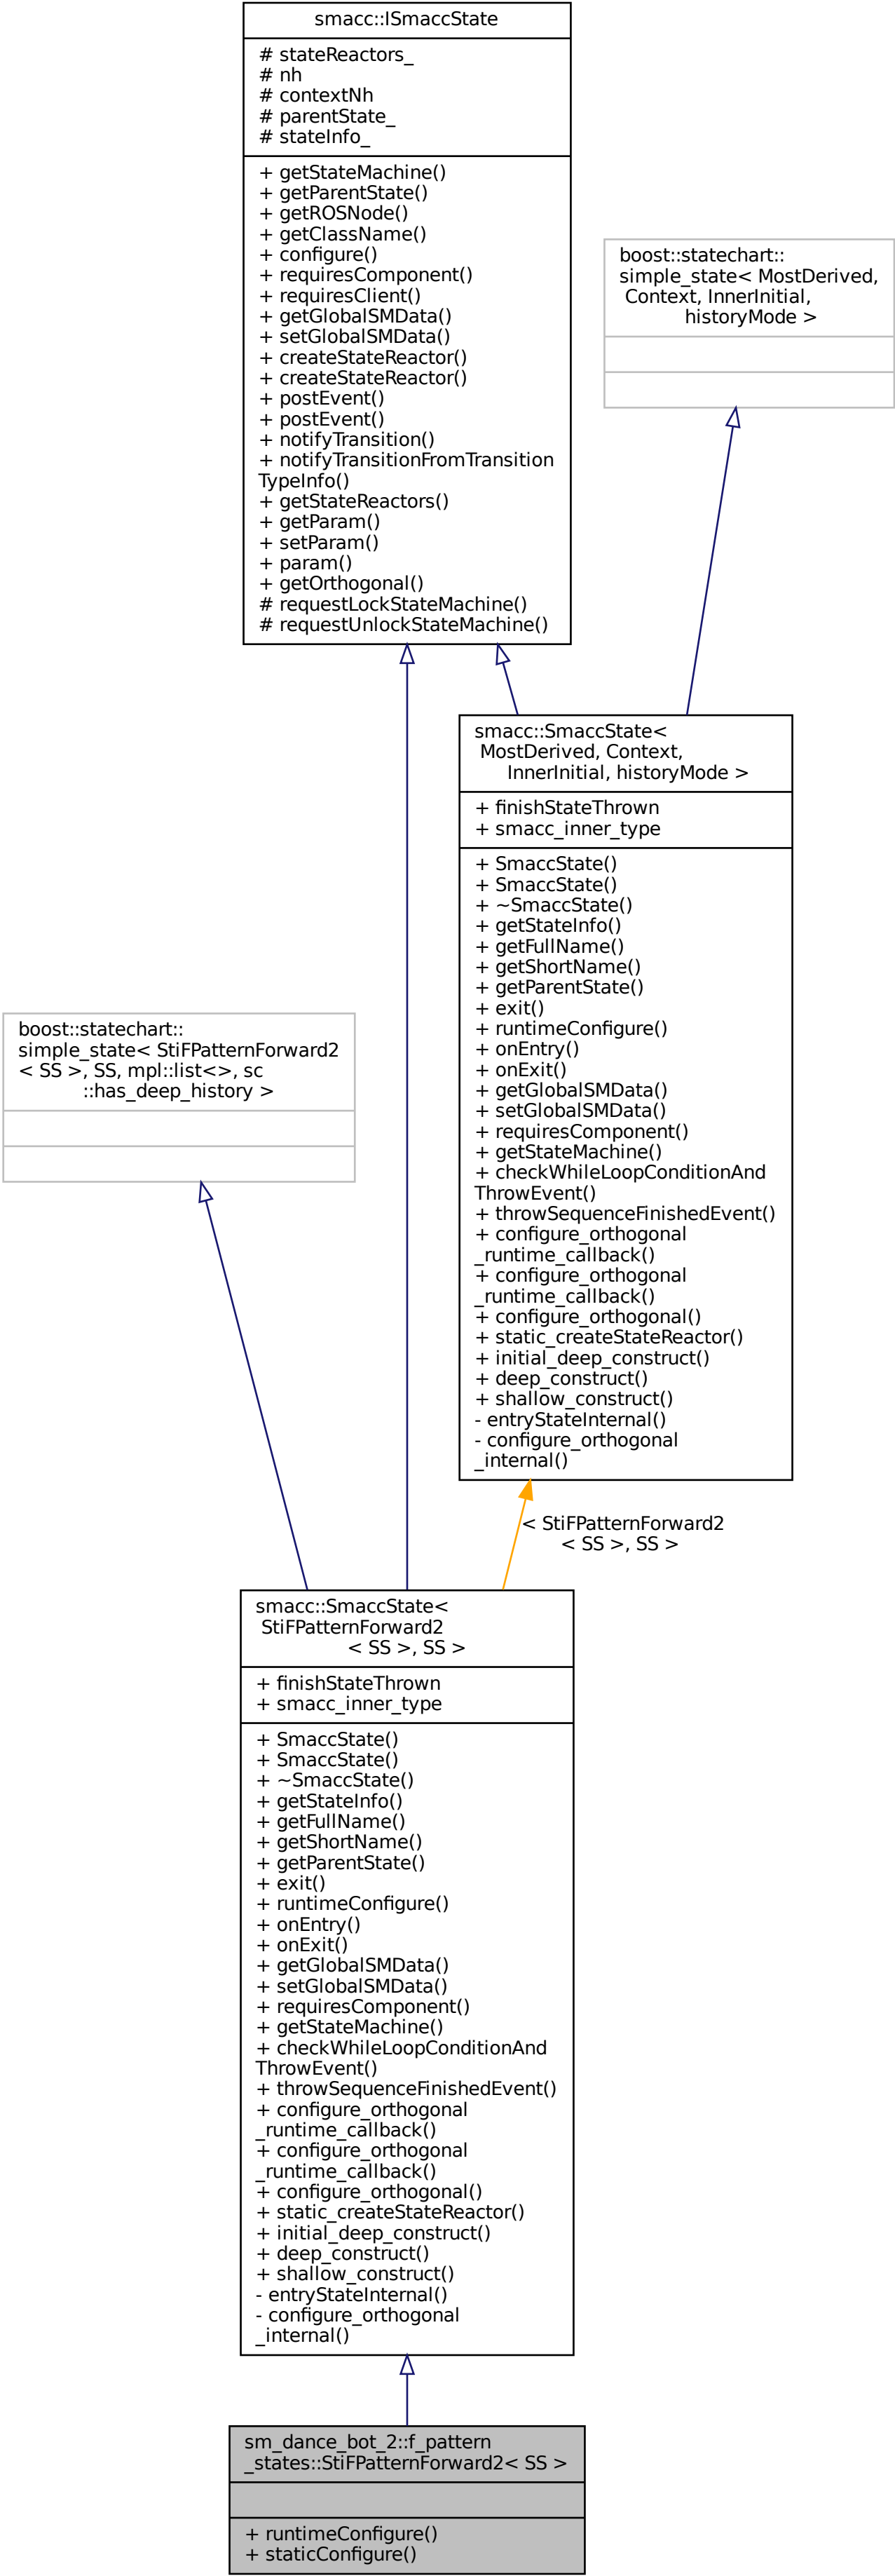 smacc::ISmaccState
# stateReactors_
# nh
# contextNh
# parentState_
# stateInfo_
+ getStateMachine()
+ getParentState()
+ getROSNode()
+ getClassName()
+ configure()
+ requiresComponent()
+ requiresClient()
+ getGlobalSMData()
+ setGlobalSMData()
+ createStateReactor()
+ createStateReactor()
+ postEvent()
+ postEvent()
+ notifyTransition()
+ notifyTransitionFromTransition
TypeInfo()
+ getStateReactors()
+ getParam()
+ setParam()
+ param()
+ getOrthogonal()
# requestLockStateMachine()
# requestUnlockStateMachine()
boost::statechart::
simple_state< MostDerived,
Context, InnerInitial,
historyMode >
smacc::SmaccState<
MostDerived, Context,
InnerInitial, historyMode >
+ finishStateThrown
+ smacc_inner_type
+ SmaccState()
+ SmaccState()
+ ~SmaccState()
+ getStateInfo()
+ getFullName()
+ getShortName()
+ getParentState()
+ exit()
+ runtimeConfigure()
+ onEntry()
+ onExit()
+ getGlobalSMData()
+ setGlobalSMData()
+ requiresComponent()
+ getStateMachine()
+ checkWhileLoopConditionAnd
ThrowEvent()
+ throwSequenceFinishedEvent()
+ configure_orthogonal
_runtime_callback()
+ configure_orthogonal
_runtime_callback()
+ configure_orthogonal()
+ static_createStateReactor()
+ initial_deep_construct()
+ deep_construct()
+ shallow_construct()
- entryStateInternal()
- configure_orthogonal
_internal()
boost::statechart::
simple_state< StiFPatternForward2
< SS >, SS, mpl::list<>, sc
::has_deep_history >
< StiFPatternForward2
< SS >, SS >
smacc::SmaccState<
StiFPatternForward2
< SS >, SS >
+ finishStateThrown
+ smacc_inner_type
+ SmaccState()
+ SmaccState()
+ ~SmaccState()
+ getStateInfo()
+ getFullName()
+ getShortName()
+ getParentState()
+ exit()
+ runtimeConfigure()
+ onEntry()
+ onExit()
+ getGlobalSMData()
+ setGlobalSMData()
+ requiresComponent()
+ getStateMachine()
+ checkWhileLoopConditionAnd
ThrowEvent()
+ throwSequenceFinishedEvent()
+ configure_orthogonal
_runtime_callback()
+ configure_orthogonal
_runtime_callback()
+ configure_orthogonal()
+ static_createStateReactor()
+ initial_deep_construct()
+ deep_construct()
+ shallow_construct()
- entryStateInternal()
- configure_orthogonal
_internal()
sm_dance_bot_2::f_pattern
_states::StiFPatternForward2< SS >
+ runtimeConfigure()
+ staticConfigure()